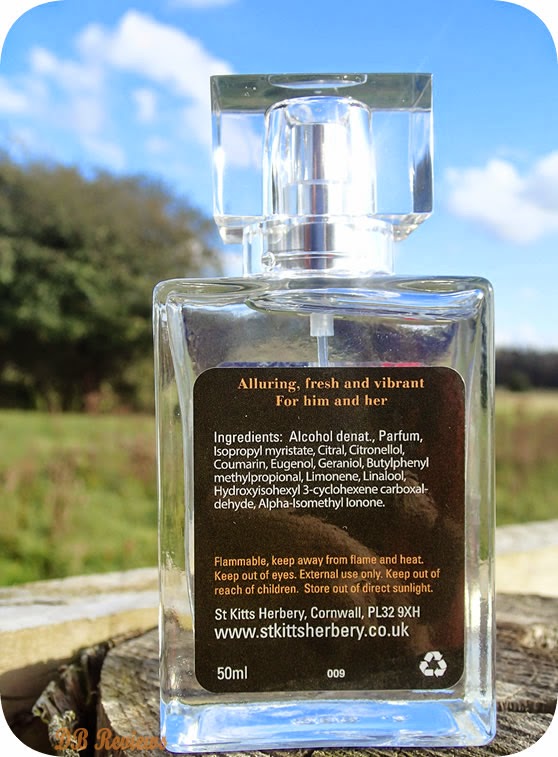 Alluring, fresh and vibrant
For him and her
Ingredients: Alcohol denat., Parfum,
Isopropyl myristate, Citral, Citronellol,
Coumarin, Eugenol, Geraniol, Butylphenyl
methylpropional, Limonene, Linalool,
Hydroxyisohexyl 3-cyclohexene carboxal-
dehyde, Alpha-Isomethyl Ionone.
Flammable, keep away from flame and heat.
Keep out of eyes. External use only. Keep out of
reach of children. Store out of direct sunlight.
St Kitts Herbery, Cornwall, PL32 9XH
www.stkittsherbery.co.uk
50ml 009
DB Reviews